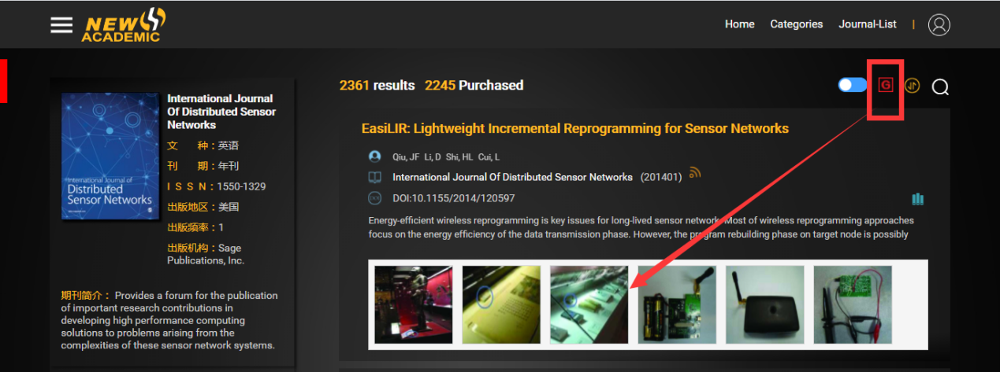 NEW
ACADEMIC
Home Categories Journal-List |
International Journal
Of Distributed Sensor
Networks
文 种：英语
刊 期：年刊
I S S N：1550-1329
出版地区：美国
出版频率：1
出版机构：Sage
Publications, Inc.
期刊简介： Provides a forum for the publication
of important research contributions in
developing high performance computing
solutions to problems arising from the
complexities of these sensor network systems.
International Journal of
Distributed
Sensor Networks
2361 results 2245 Purchased
G
EasiLIR: Lightweight Incremental Reprogramming for Sensor Networks
Qiu, JF Li, D Shi, HL Cui, L
International Journal Of Distributed Sensor Networks (201401)
DOI:10.1155/2014/120597
Energy-efficient wireless reprogramming is key issues for long-lived sensor network. Most of wireless reprogramming approaches
focus on the energy efficiency of the data transmission phase. However, the program rebuilding phase on target node is possibly